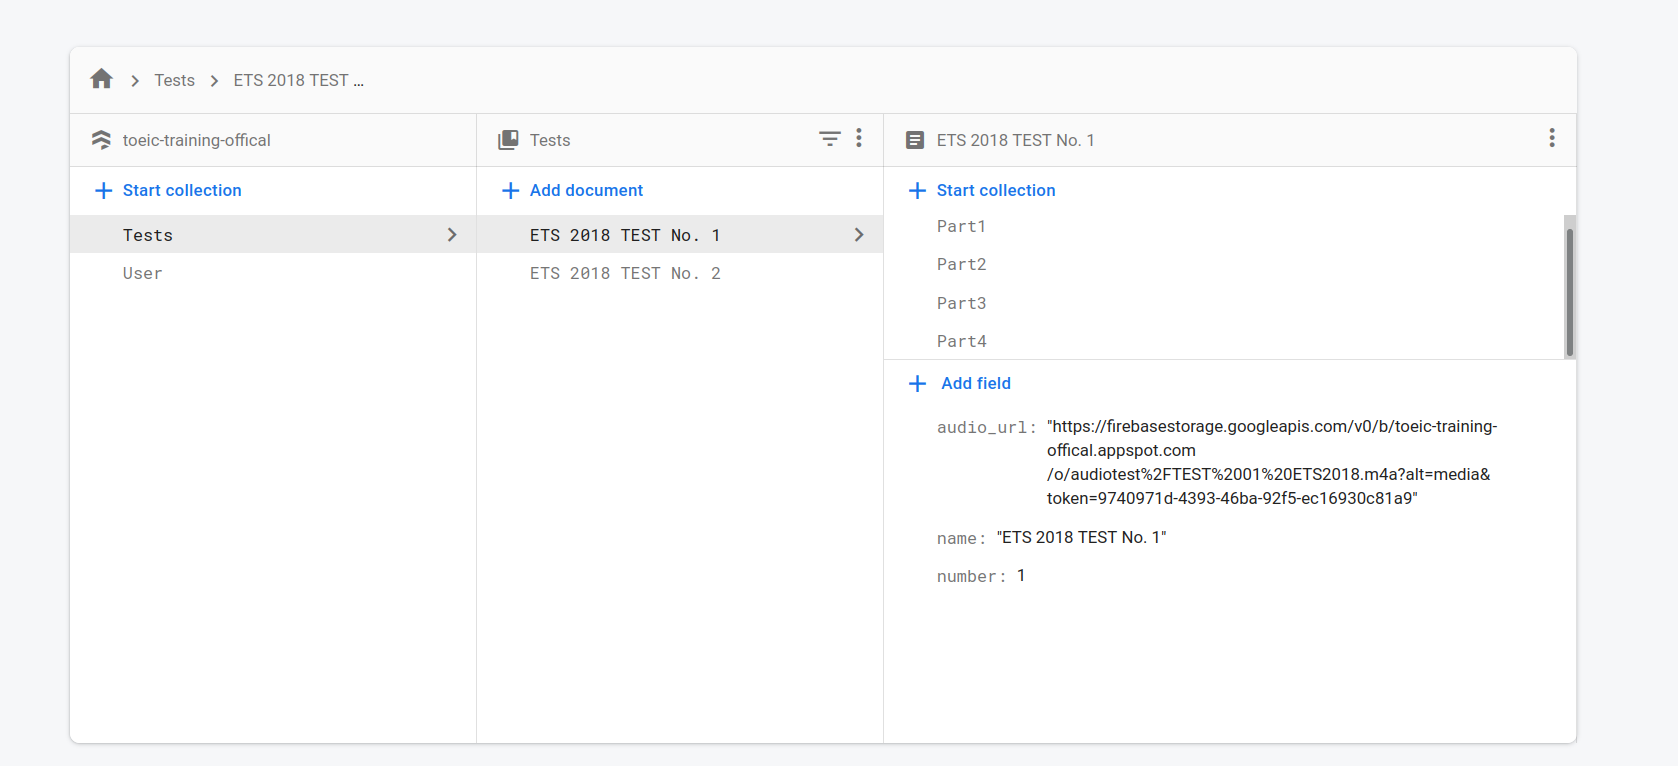 Tests
ETS 2018 TEST ...
toeic-training-offical
Start collection
Tests
User
Tests
Add document
ETS 2018 TEST No. 1
ETS 2018 TEST No. 2
ETS 2018 TEST No. 1
Start collection
Part1
Part2
Part3
Part4
Add field
audio_url: "https://firebasestorage.googleapis.com/v0/b/toeic-training-
offical.appspot.com
/o/audiotest%2FTEST%2001%20ETS2018.m4a?alt=media&
token=9740971d-4393-46ba-92f5-ec16930c81a9"
name: "ETS 2018 TEST No. 1"
number: 1